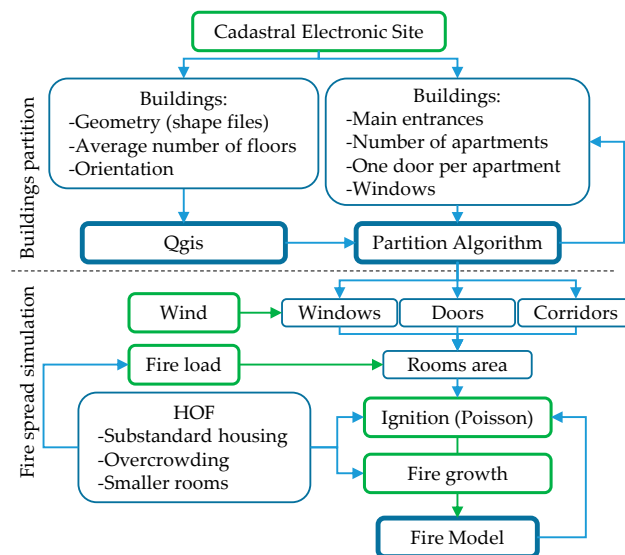 Cadastral Electronic Site
Buildings partition
Buildings:
-Geometry (shape files)
-Average number of floors
-Orientation
Buildings:
-Main entrances
-Number of apartments
-One door per apartment
-Windows
Qgis
Partition Algorithm
Fire spread simulation
Wind
Windows
Doors
Corridors
Fire load
Rooms area
HOF
-Substandard housing
-Overcrowding
-Smaller rooms
Ignition (Poisson)
Fire growth
Fire Model